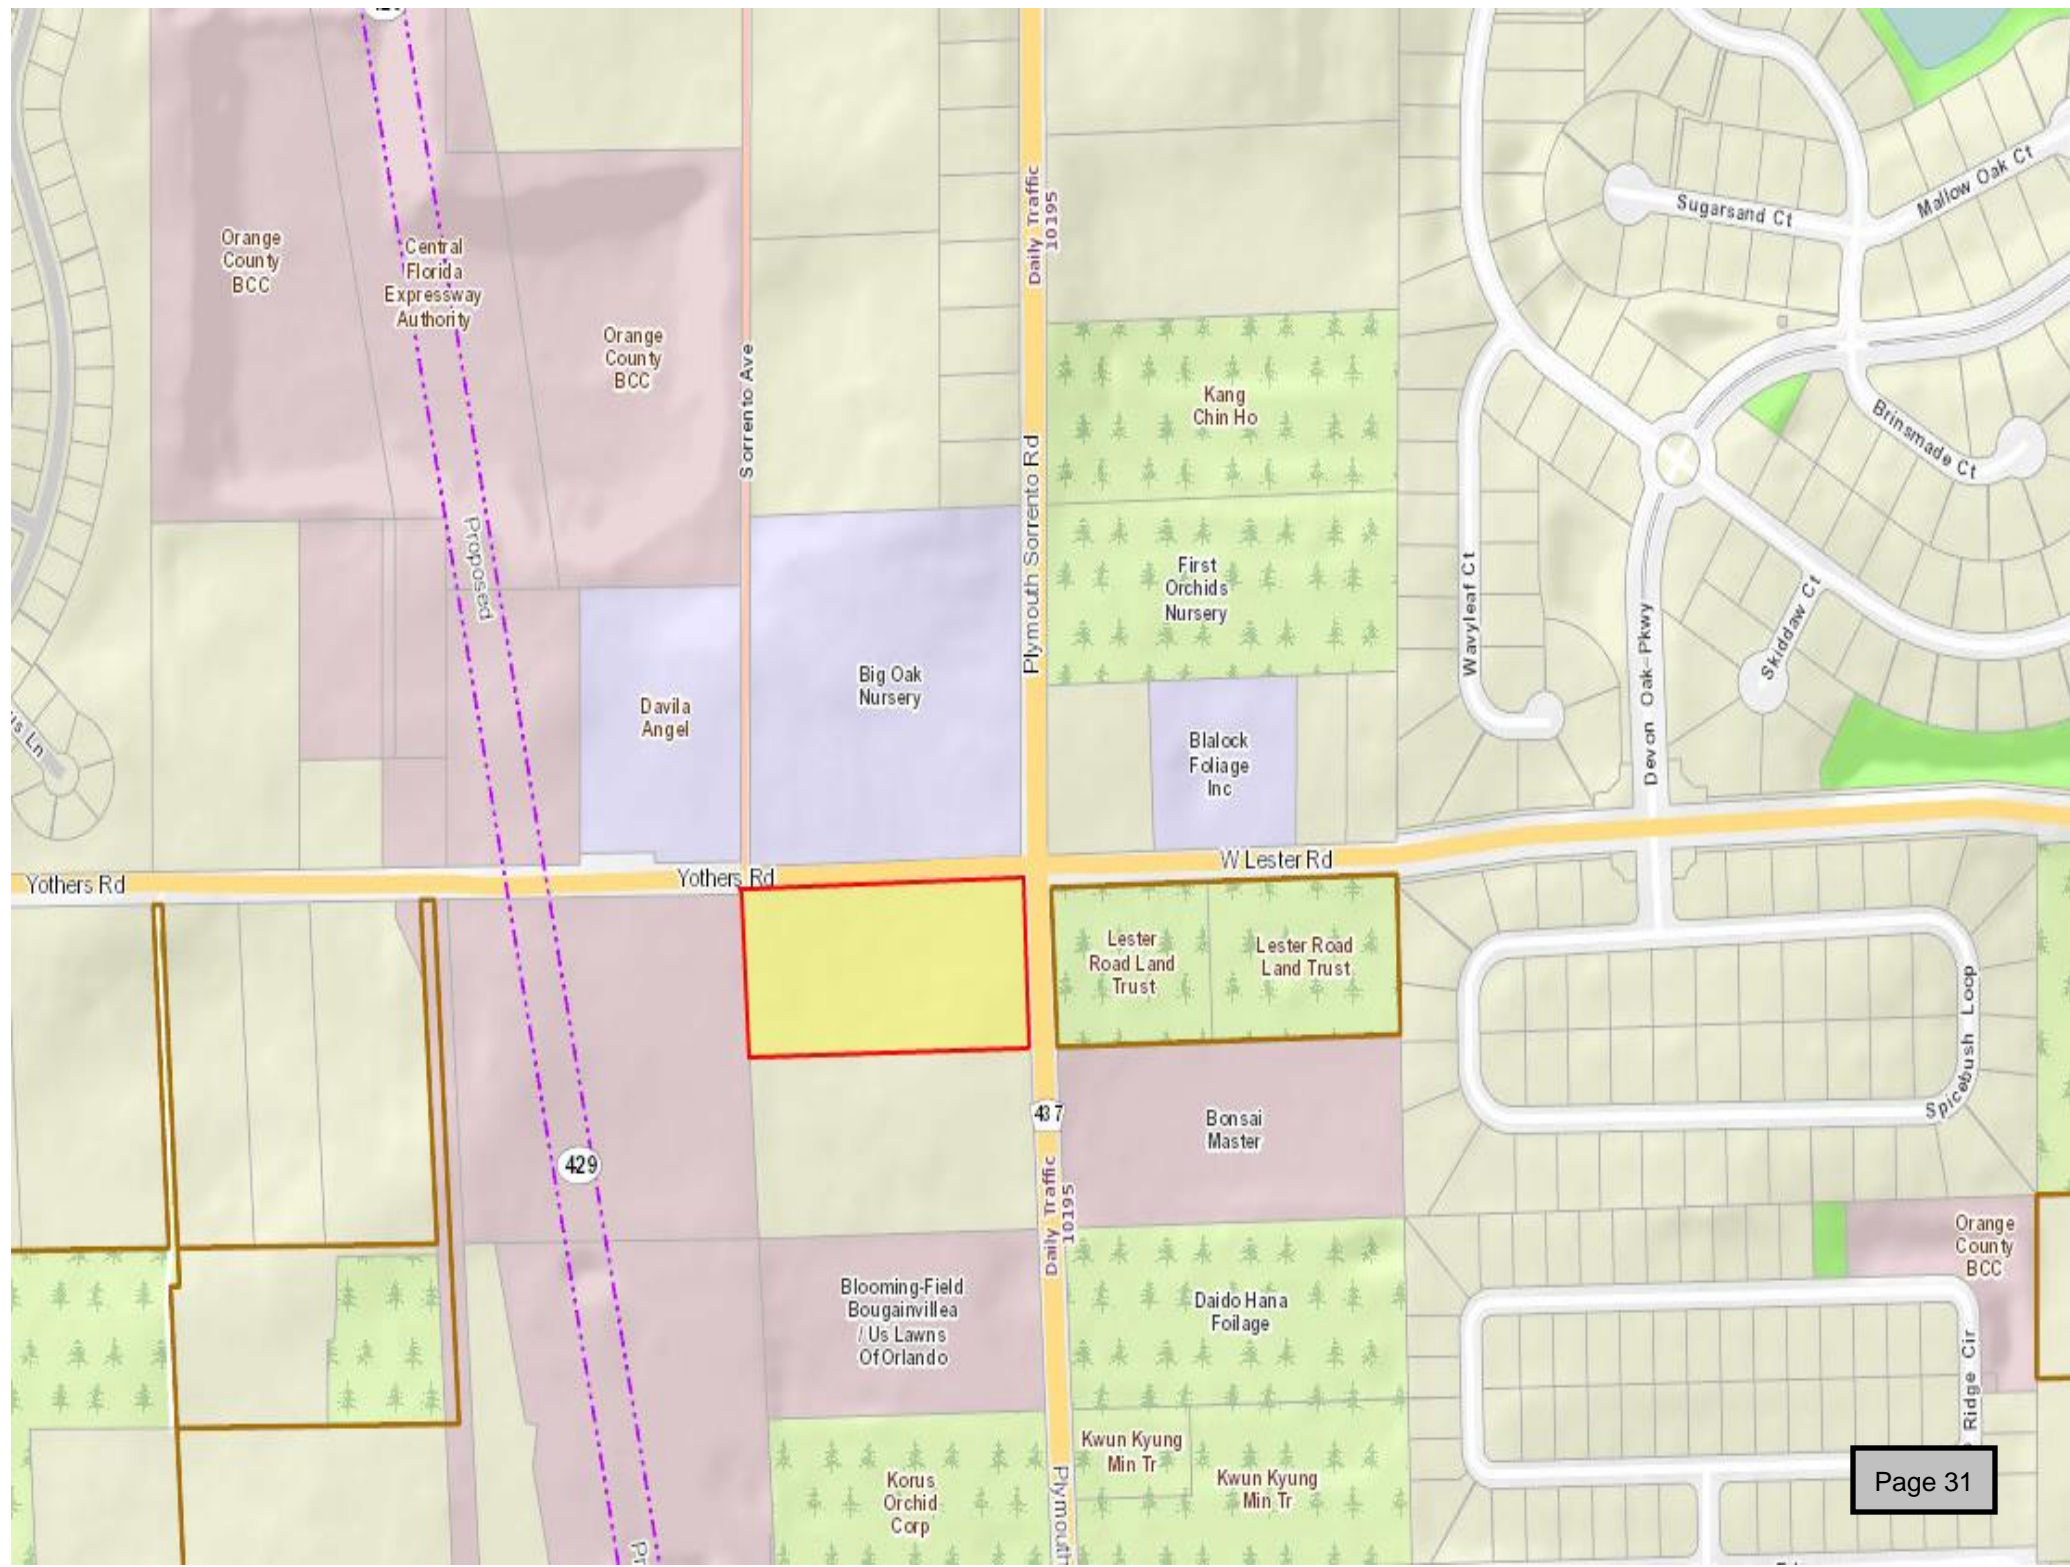 Orange
County
BCC
Central
Florida
Expressway
Authority
Orange
County
BCC
Sorrento Ave
Daily Traffic
10195
Plymouth Sorrento Rd
Kang
Chin Ho
First
Orchids
Nursery
Sugarsand Ct
Mallow Oak Ct
Brinsmade Ct
Wavyleaf Ct
Devon Oak Pkwy
Skiddaw Ct
Proposed
Davila
Angel
Big Oak
Nursery
Blalock
Foliage
Inc
us Ln
Yothers Rd
Yothers Rd
W Lester Rd
Lester
Road Land
Trust
Lester Road
Land Trust
Spicebush Loop
437
Bonsai
Master
429
Daily Traffic
10195
Orange
County
BCC
Blooming-Field
Bougainvillea
/ Us Lawns
Of Orlando
Daido Hana
Foilage
Ridge Cir
Kwun Kyung
Min Tr
Kwun Kyung
Min Tr
Korus
Orchid
Corp
Plymouth
Pr
Page 31